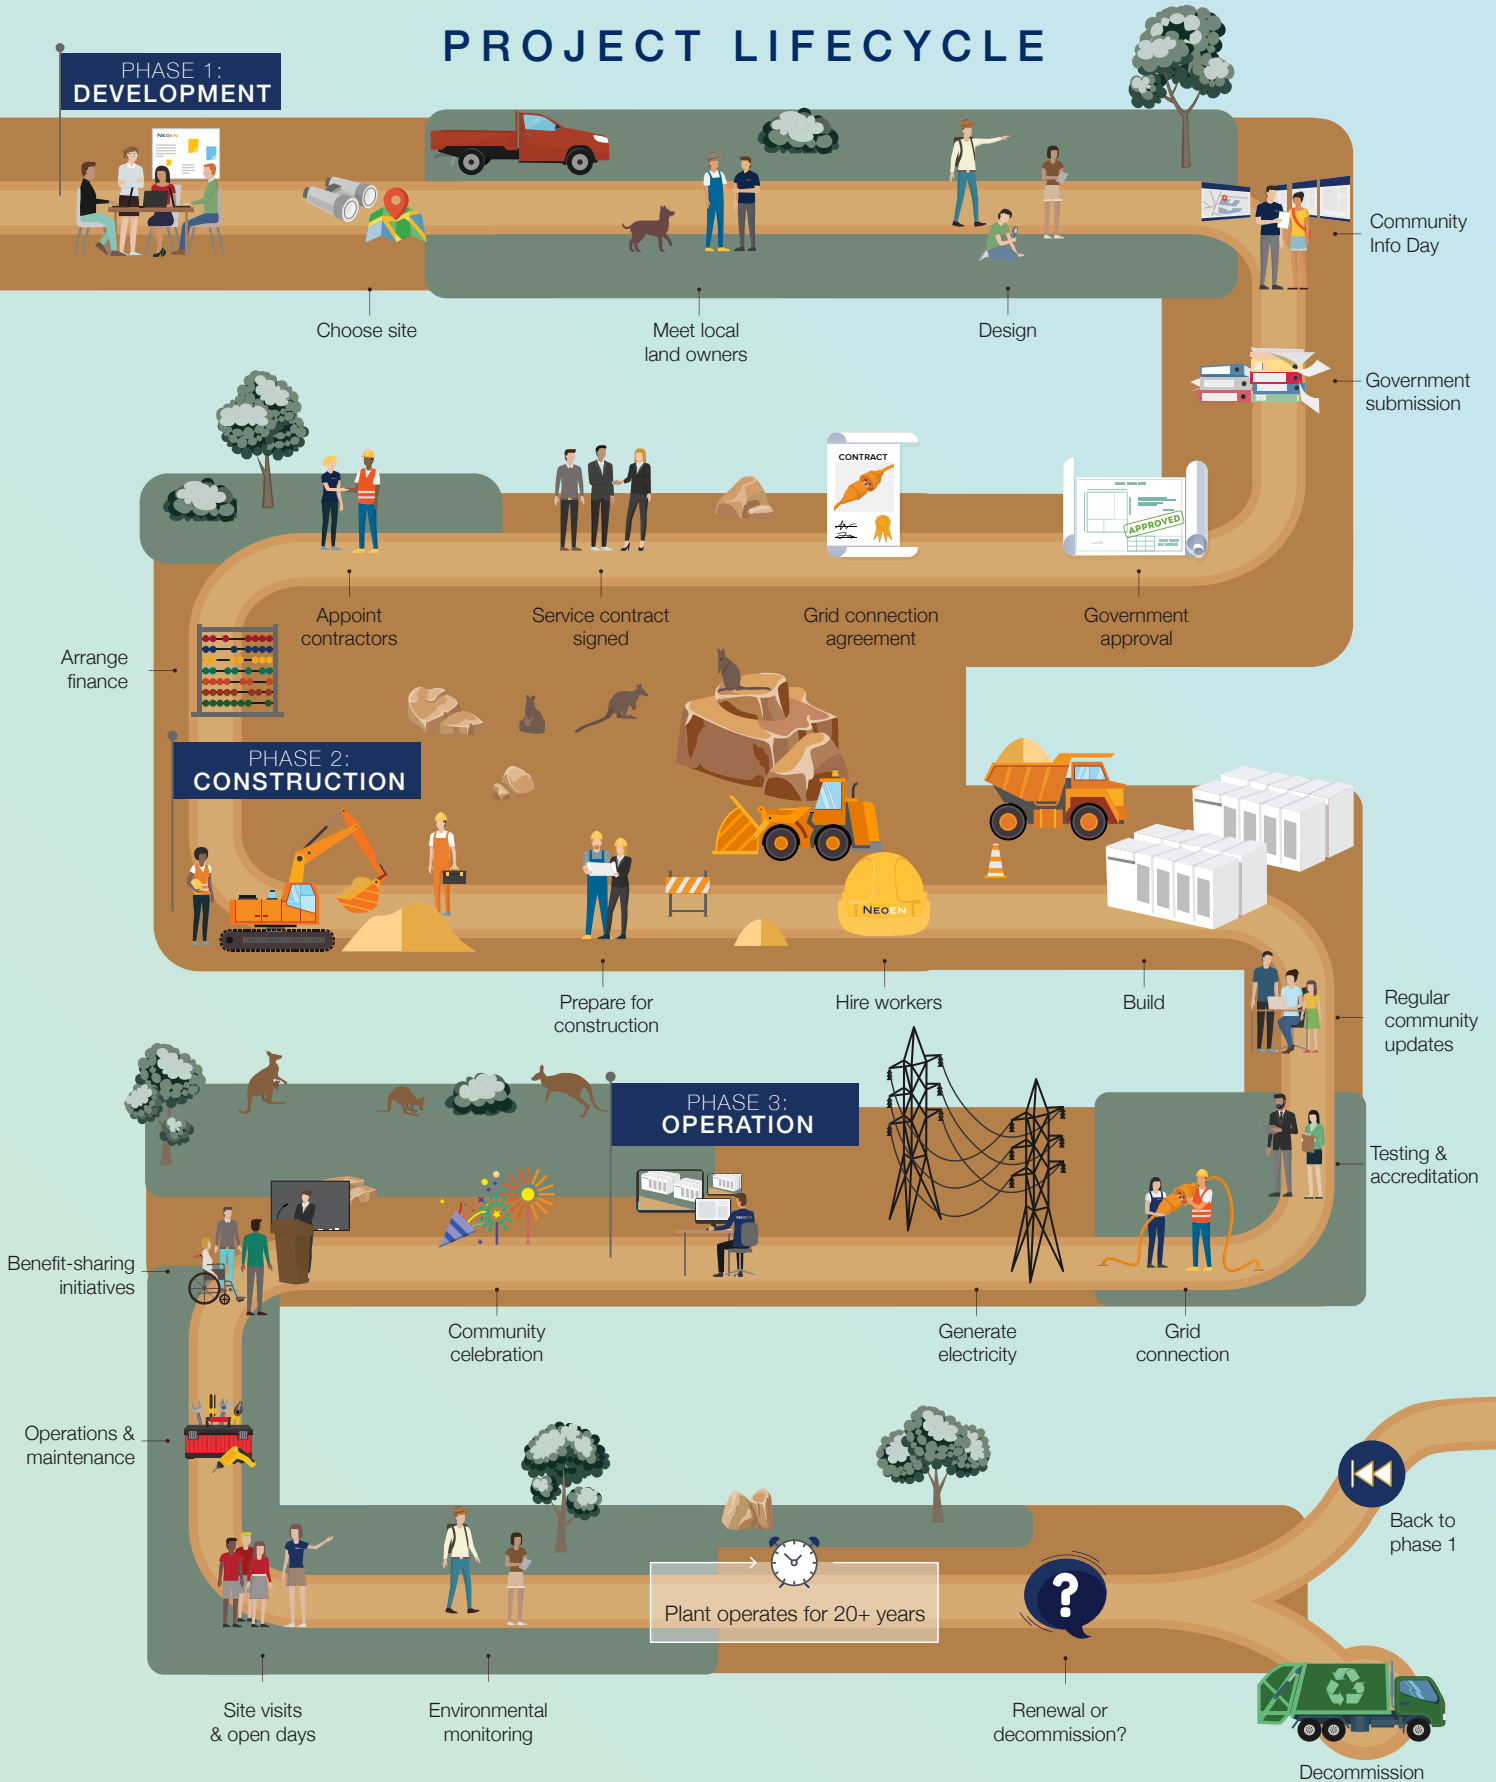 PROJECT LIFECYCLE
PHASE 1:
DEVELOPMENT
NEOEN
Choose site
Meet local
land owners
Design
Community
Info Day
Government
submission
APPROVED
Government
approval
CONTRACT
Grid connection
agreement
Service contract
signed
Appoint
contractors
Arrange
finance
PHASE 2:
CONSTRUCTION
Prepare for
construction
NEOEN
Hire workers
Build
Regular
community
updates
Testing &
accreditation
Grid
connection
Generate
electricity
PHASE 3:
OPERATION
NEOEN
Community
celebration
Benefit-sharing
initiatives
Operations &
maintenance
Site visits
& open days
Environmental
monitoring
Plant operates for 20+ years
?
Renewal or
decommission?
Back to
phase 1
Decommission